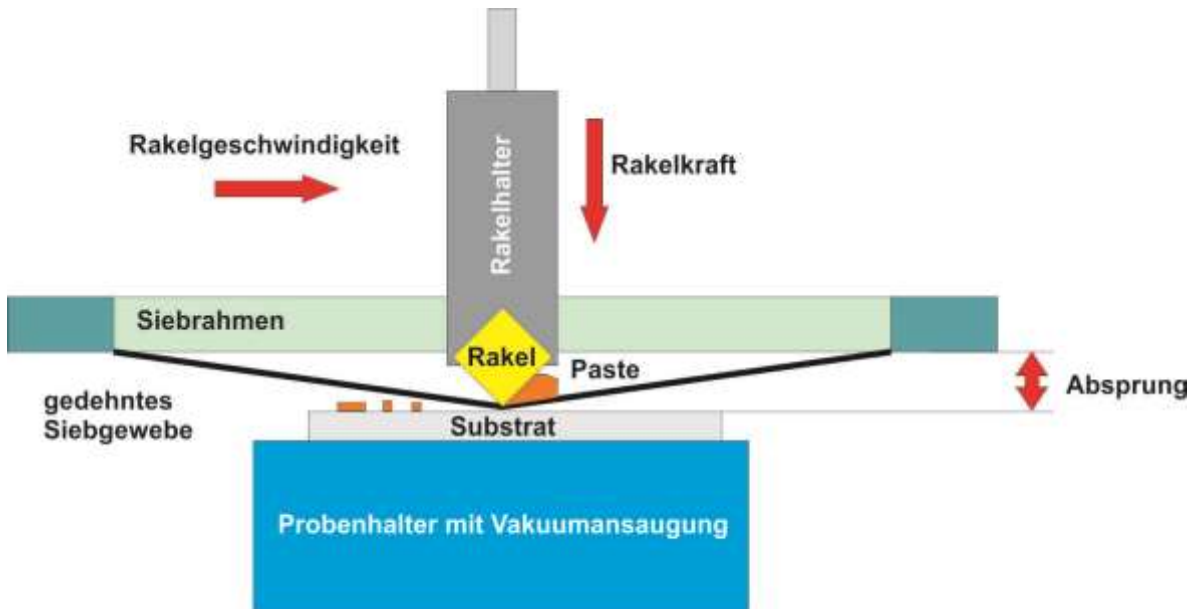 Rakelgeschwindigkeit
Rakelhalter
Rakelkraft
Siebrahmen
Rakel
Paste
Absprung
gedehntes
Siebgewebe
Substrat
Probenhalter mit Vakuumansaugung